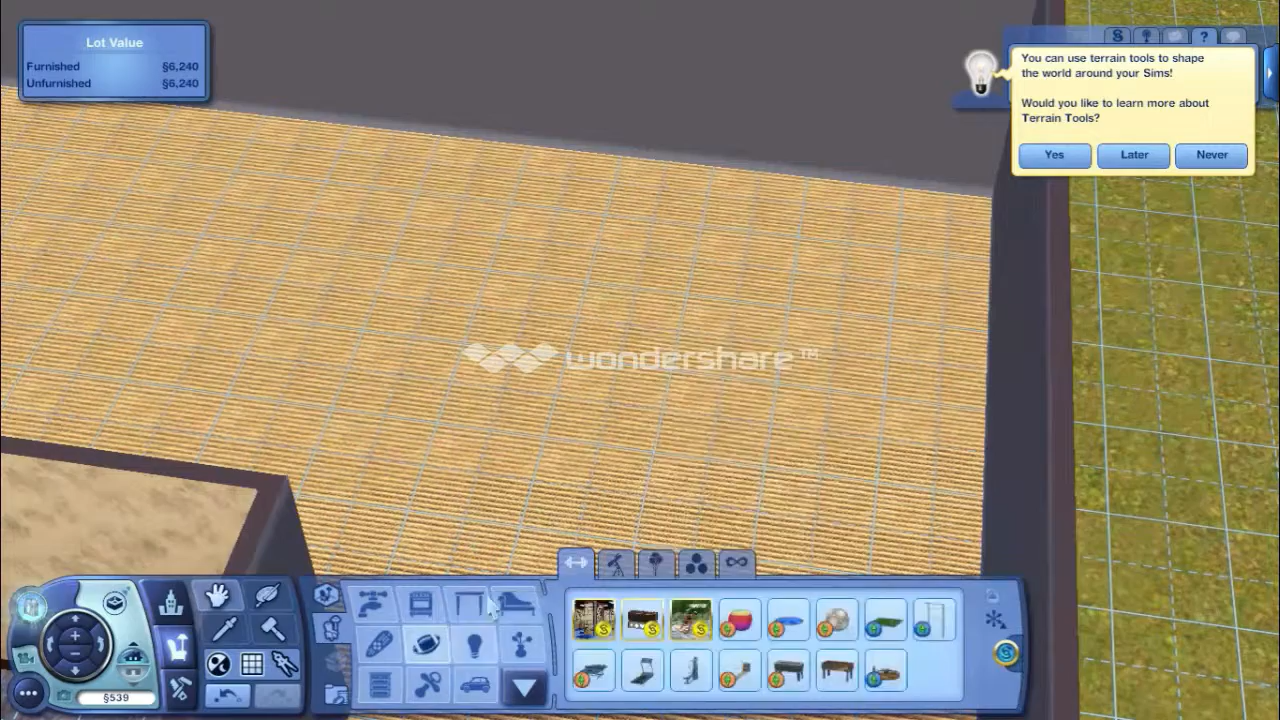 Lot Value
Furnished §6,240
Unfurnished §6,240
You can use terrain tools to shape
the world around your Sims!
Would you like to learn more about
Terrain Tools?
Yes Later Never
wondershare™
§539